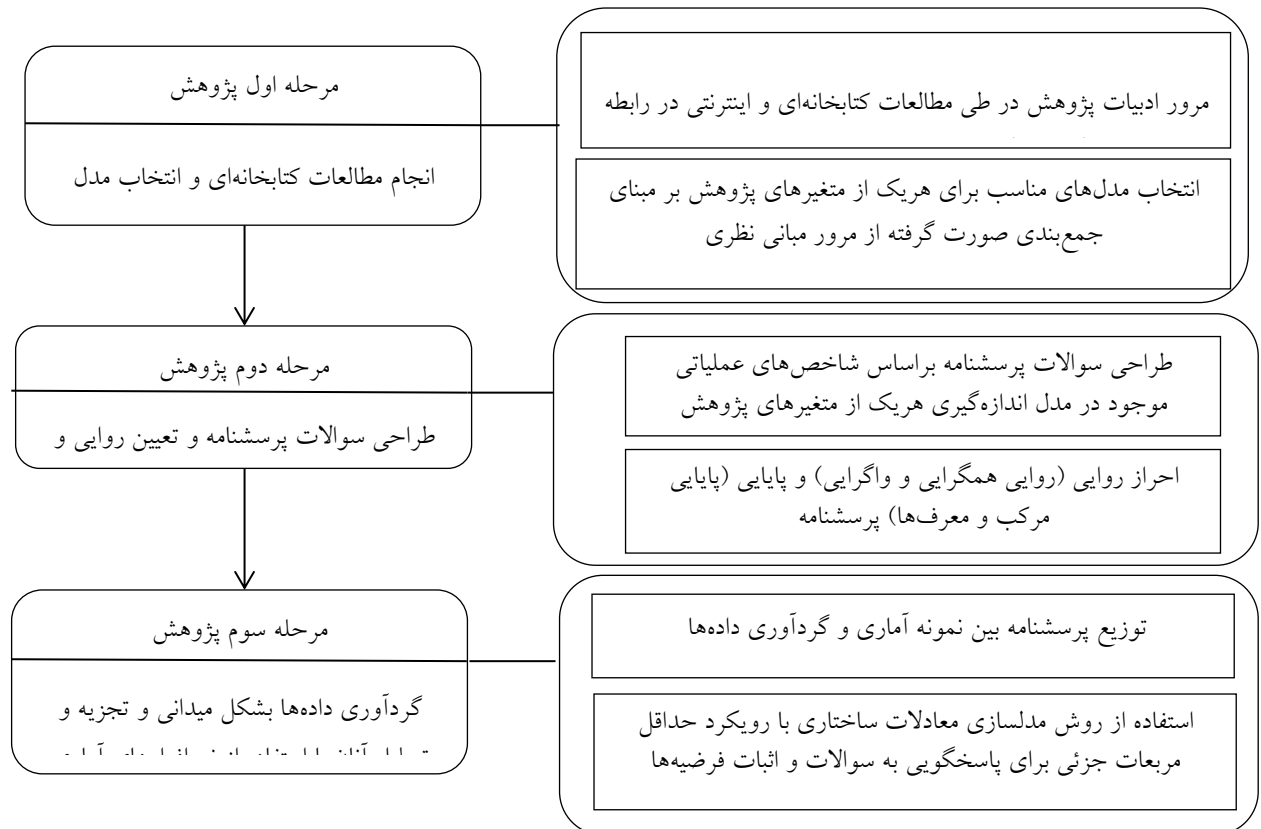 مرحله اول پژوهش
انجام مطالعات کتابخانه‌ای و انتخاب مدل
مرور ادبیات پژوهش در طی مطالعات کتابخانه‌ای و اینترنتی در رابطه
انتخاب مدل‌های مناسب برای هریک از متغیرهای پژوهش بر مبنای
جمع‌بندی صورت گرفته از مرور مبانی نظری
مرحله دوم پژوهش
طراحی سوالات پرسشنامه و تعیین روایی و
طراحی سوالات پرسشنامه براساس شاخص‌های عملیاتی
موجود در مدل اندازه‌گیری هریک از متغیرهای پژوهش
احراز روایی (روایی همگرایی و واگرایی) و پایایی (پایایی
مرکب و معرف‌ها) پرسشنامه
مرحله سوم پژوهش
گردآوری داده‌ها بشکل میدانی و تجزیه و
توزیع پرسشنامه بین نمونه آماری و گردآوری داده‌ها
استفاده از روش مدلسازی معادلات ساختاری با رویکرد حداقل
مربعات جزئی برای پاسخگویی به سوالات و اثبات فرضیه‌ها